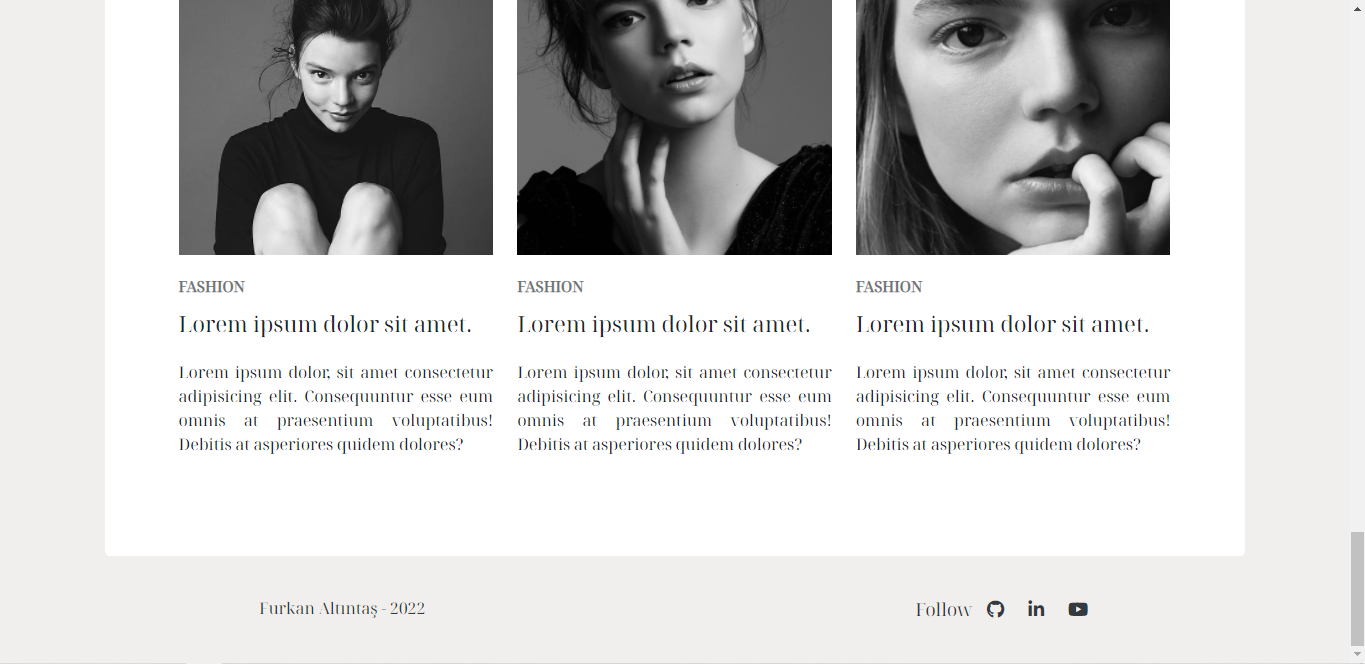 FASHION
Lorem ipsum dolor sit amet.
Lorem ipsum dolor, sit amet consectetur
adipisicing elit. Consequuntur esse eum
omnis at praesentium voluptatibus!
Debitis at asperiores quidem dolores?
FASHION
Lorem ipsum dolor sit amet.
Lorem ipsum dolor, sit amet consectetur
adipisicing elit. Consequuntur esse eum
omnis at praesentium voluptatibus!
Debitis at asperiores quidem dolores?
FASHION
Lorem ipsum dolor sit amet.
Lorem ipsum dolor, sit amet consectetur
adipisicing elit. Consequuntur esse eum
omnis at praesentium voluptatibus!
Debitis at asperiores quidem dolores?
Furkan Altıntaş - 2022
Follow in